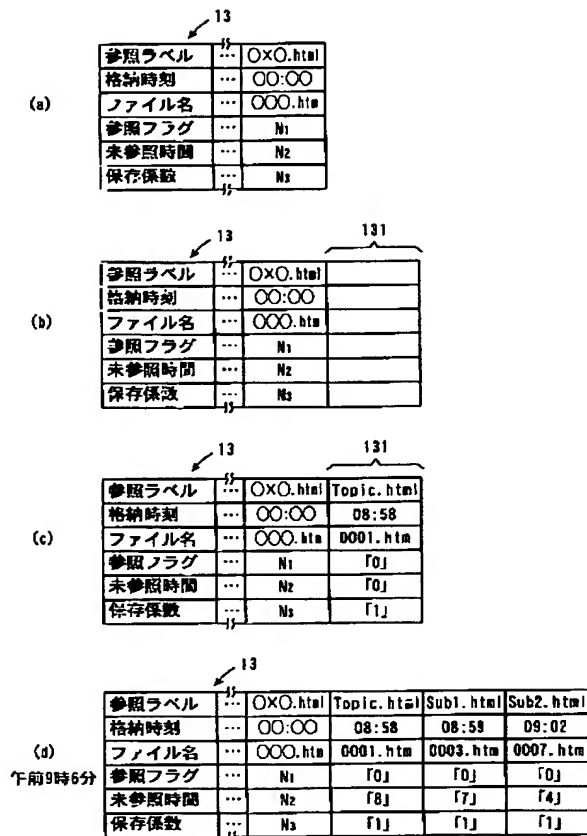 13
参照ラベル … ○×○.html
格納時刻 … ○○:○○
(a) ファイル名 … ○○○.htm
参照フラグ … N1
未参照時間 … N2
保存係数 … N3
13 131
参照ラベル … ○×○.html
格納時刻 … ○○:○○
(b) ファイル名 … ○○○.htm
参照フラグ … N1
未参照時間 … N2
保存係数 … N3
13 131
参照ラベル … ○×○.html Topic.html
格納時刻 … ○○:○○ 08:58
(c) ファイル名 … ○○○.htm 0001.htm
参照フラグ … N1 「0」
未参照時間 … N2 「0」
保存係数 … N3 「1」
13
参照ラベル … ○×○.html Topic.html Sub1.html Sub2.html
格納時刻 … ○○:○○ 08:58 08:59 09:02
(d) ファイル名 … ○○○.htm 0001.htm 0003.htm 0007.htm
午前9時6分 参照フラグ … N1 「0」 「0」 「0」
未参照時間 … N2 「8」 「7」 「4」
保存係数 … N3 「1」 「1」 「1」